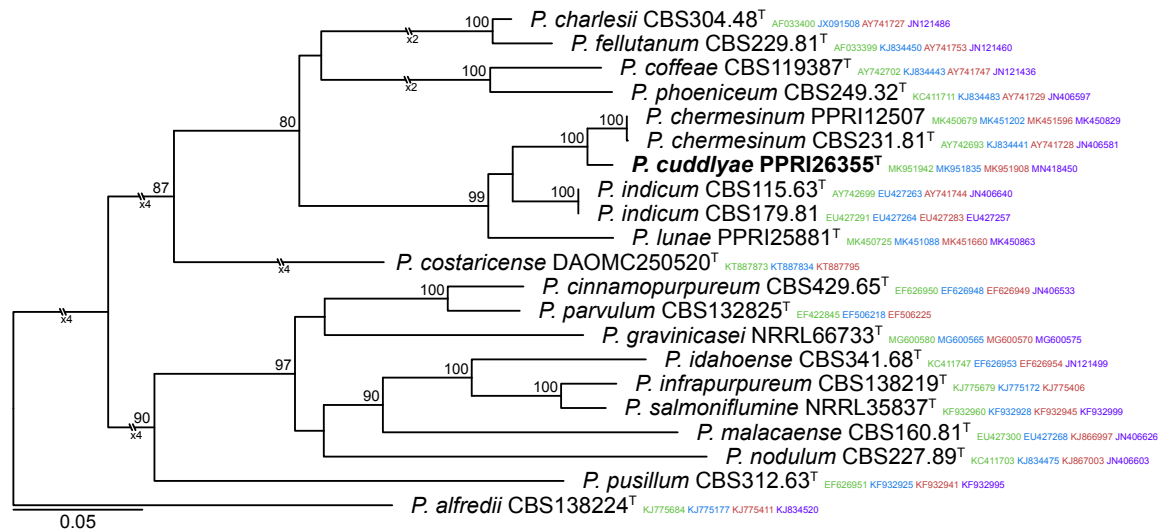 100 P. charlesii CBS304.48T AF033400 JX091508 AY741727 JN121486
x2
P. fellutanum CBS229.81T AF033399 KJ834450 AY741753 JN121460
P. coffeae CBS119387T AY742702 KJ834443 AY741747 JN121436
x2 100
P. phoeniceum CBS249.32T KC411711 KJ834483 AY741729 JN406597
80 100 P. chermesinum PPRI12507 MK450679 MK451202 MK451596 MK450829
100 P. chermesinum CBS231.81T AY742693 KJ834441 AY741728 JN406581
P. cuddlyae PPRI26355T MK951942 MK951835 MK951908 MN418450
87 x4 100 P. indicum CBS115.63T AY742699 EU427263 AY741744 JN406640
99 P. indicum CBS179.81 EU427291 EU427264 EU427283 EU427257
P. lunae PPRI25881T MK450725 MK451088 MK451660 MK450863
x4 P. costaricense DAOMC250520T KT887873 KT887834 KT887795
100 P. cinnamopurpureum CBS429.65T EF626950 EF626948 EF626949 JN406533
x4 P. parvulum CBS132825T EF422845 EF506218 EF506225
P. gravinicasei NRRL66733T MG600580 MG600565 MG600570 MG600575
97 100 P. idahoense CBS341.68T KC411747 EF626953 EF626954 JN121499
100 P. infrapurpureum CBS138219T KJ775679 KJ775172 KJ775406
90 P. salmoniflumine NRRL35837T KF932960 KF932928 KF932945 KF932999
90 x4 P. malacaense CBS160.81T EU427300 EU427268 KJ866997 JN406626
P. nodulum CBS227.89T KC411703 KJ834475 KJ867003 JN406603
P. pusillum CBS312.63T EF626951 KF932925 KF932941 KF932995
P. alfredii CBS138224T KJ775684 KJ775177 KJ775411 KJ834520
0.05